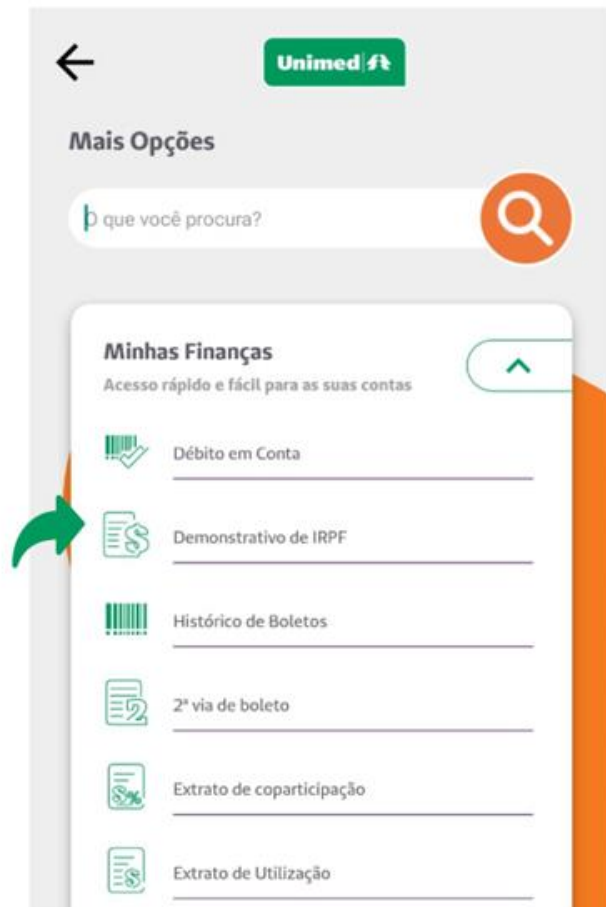 Unimed
Mais Opções
O que você procura?
Minhas Finanças
Acesso rápido e fácil para as suas contas
Débito em Conta
Demonstrativo de IRPF
Histórico de Boletos
2ª via de boleto
Extrato de coparticipação
Extrato de Utilização